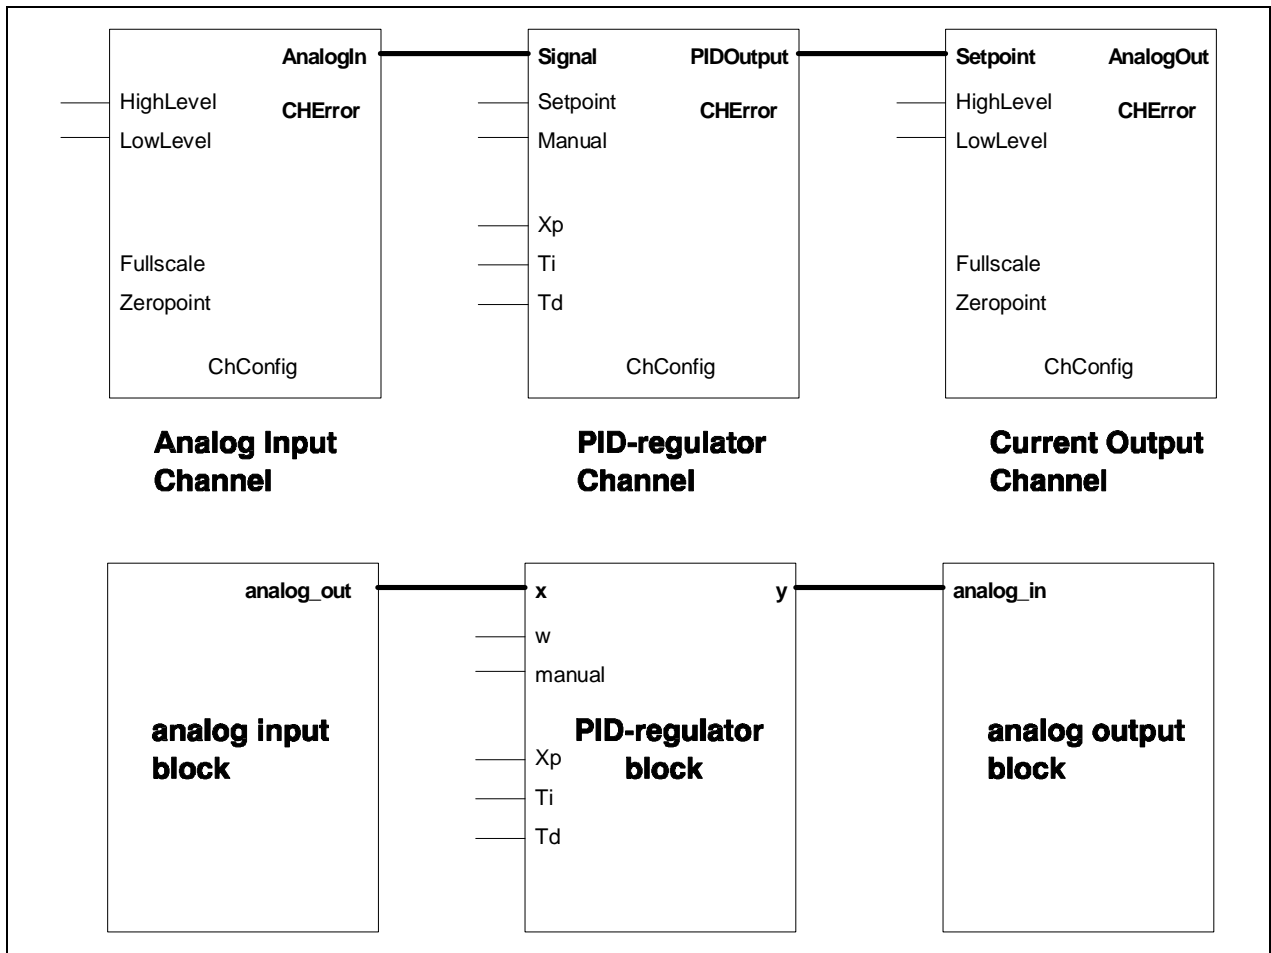 AnalogIn
HighLevel
CHError
LowLevel
Fullscale
Zeropoint
ChConfig
Signal PIDOutput
Setpoint
CHError
Manual
Xp
Ti
Td
ChConfig
Setpoint AnalogOut
HighLevel
CHError
LowLevel
Fullscale
Zeropoint
ChConfig
Analog Input
Channel
PID-regulator
Channel
Current Output
Channel
analog_out
analog input
block
x y
w
manual
PID-regulator
block
Xp
Ti
Td
analog_in
analog output
block